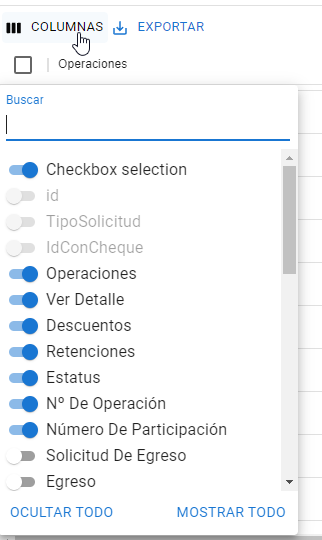 COLUMNAS EXPORTAR
Operaciones
Buscar
Checkbox selection
id
TipoSolicitud
IdConCheque
Operaciones
Ver Detalle
Descuentos
Retenciones
Estatus
Nº De Operación
Número De Participación
Solicitud De Egreso
Egreso
OCULTAR TODO MOSTRAR TODO